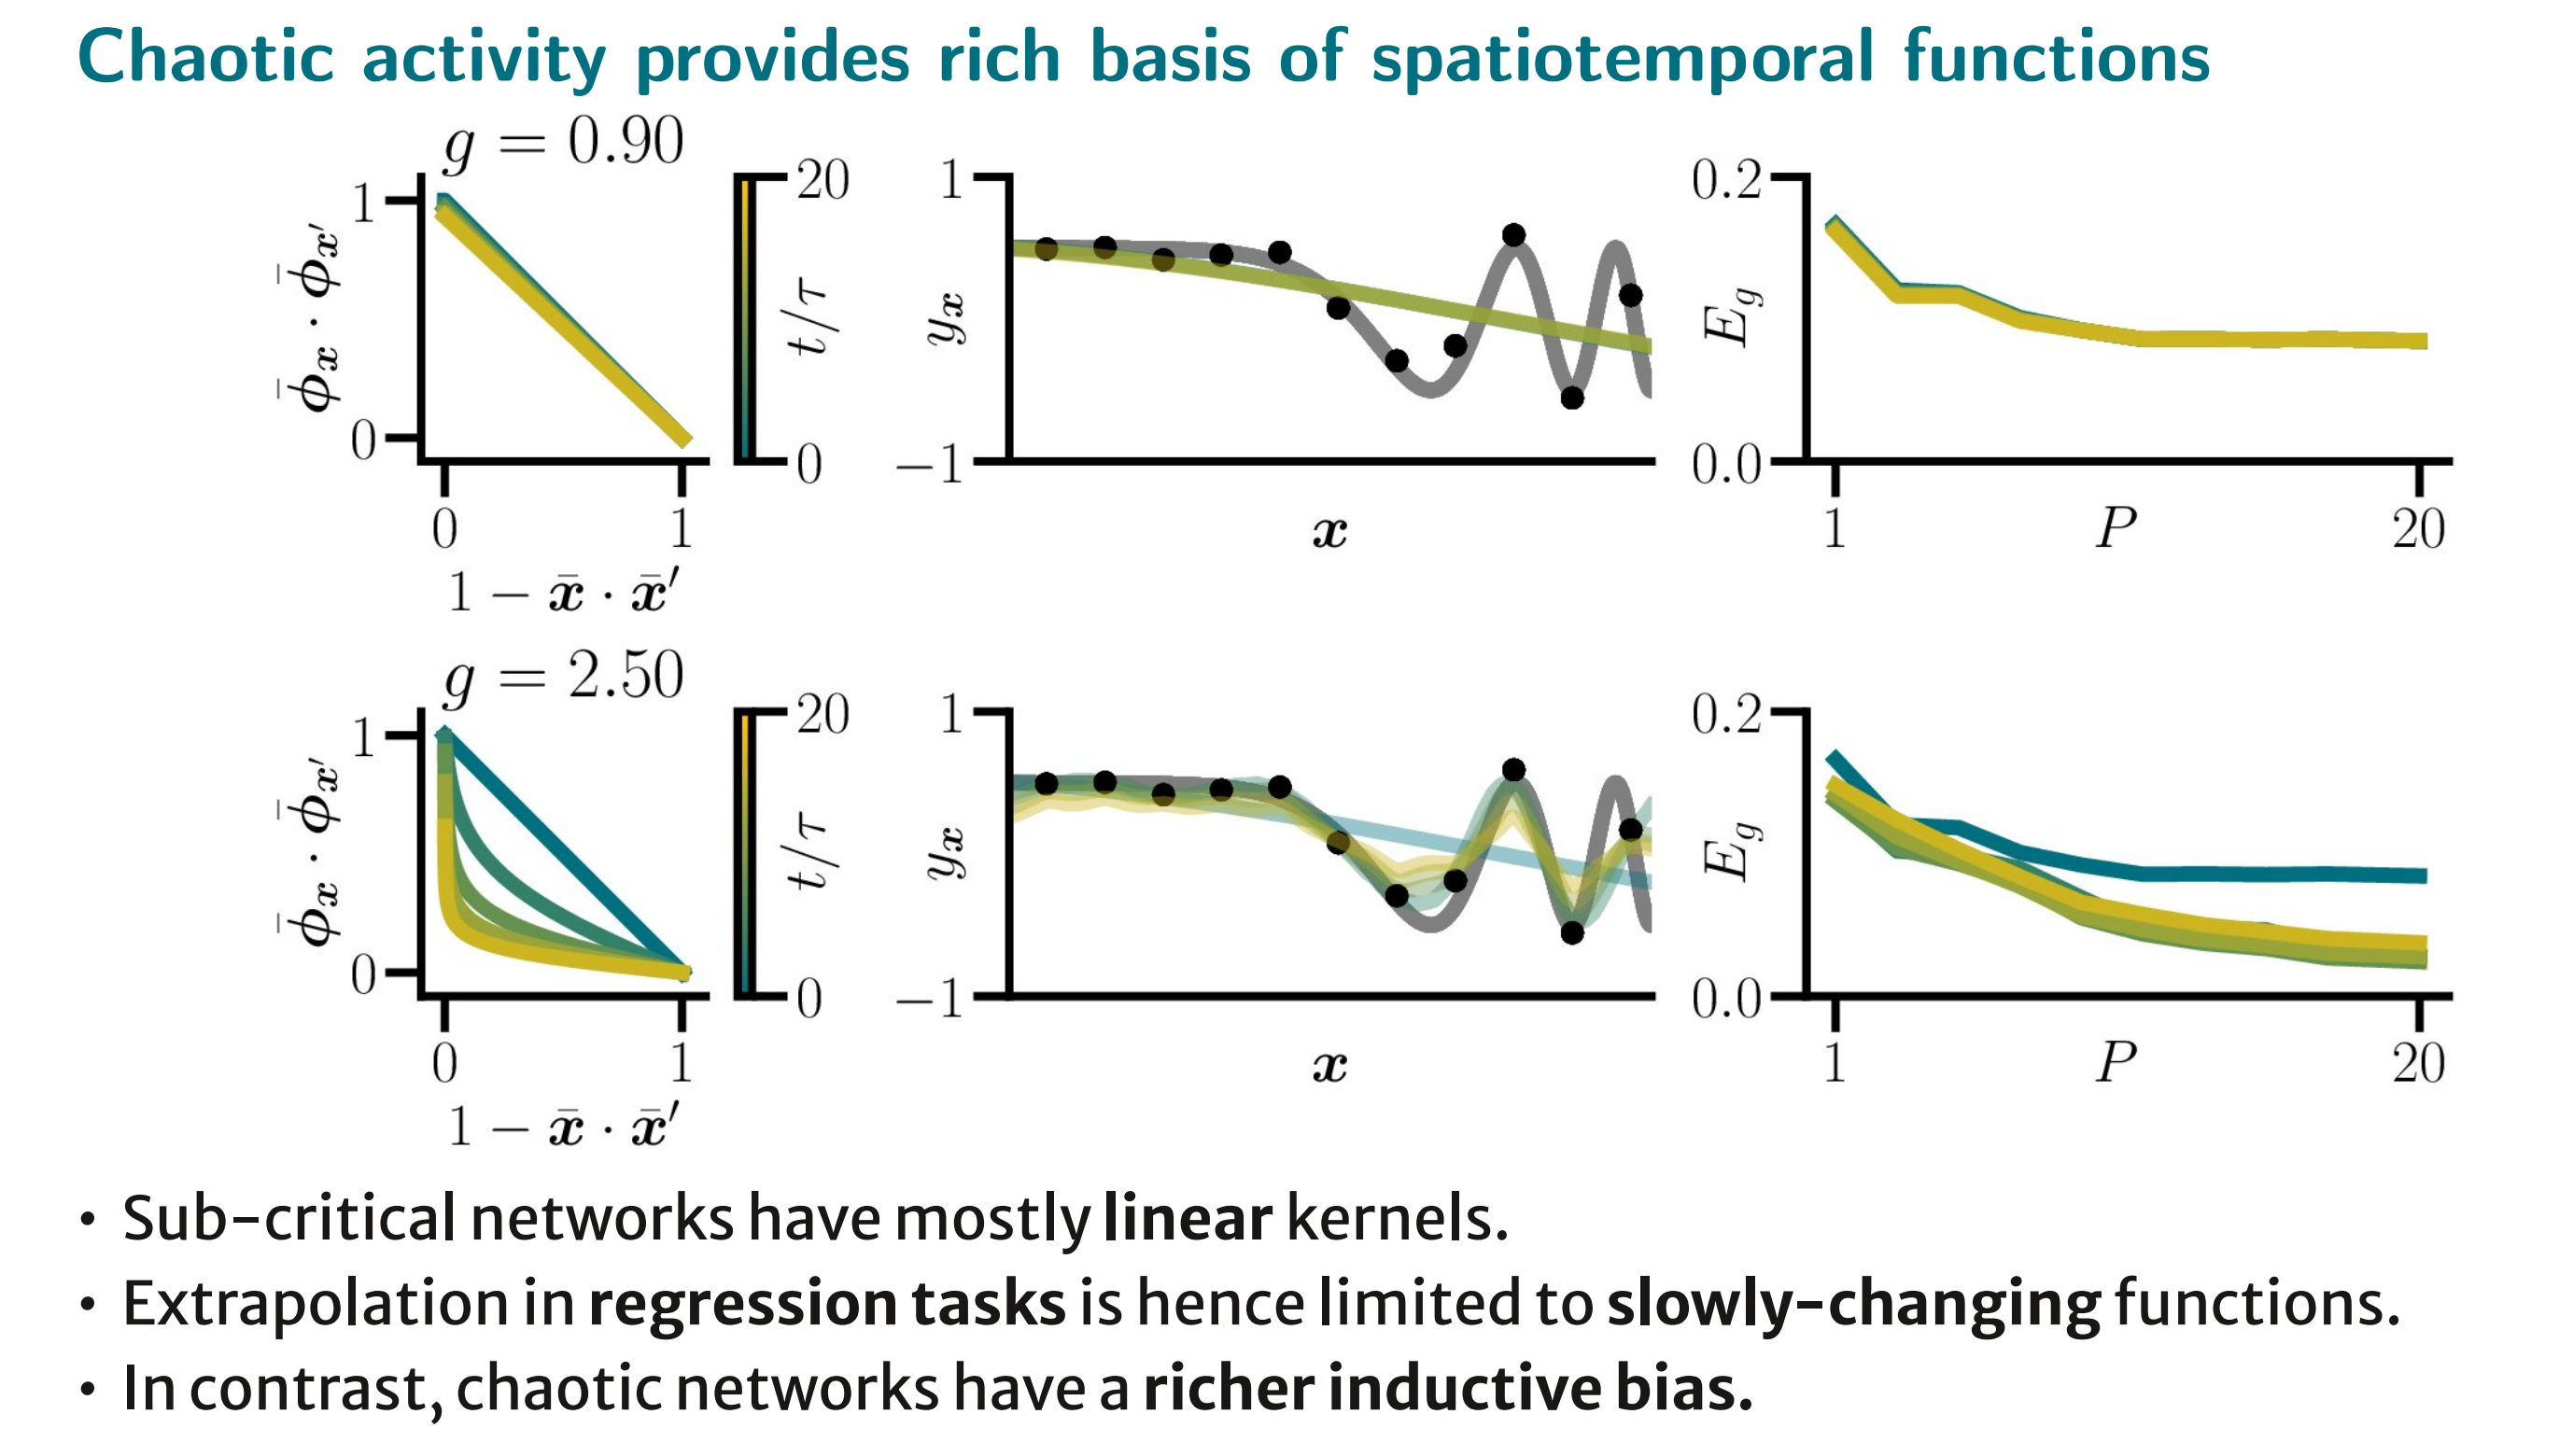 Chaotic activity provides rich basis of spatiotemporal functions
g = 0.90
1
0
ϕ̄ₓ · ϕ̄ₓ′
0
1
1 − x̄ · x̄′
20
0
t/τ
1
−1
yₓ
x
0.2
0.0
E_g
1
P
20
g = 2.50
1
0
ϕ̄ₓ · ϕ̄ₓ′
0
1
1 − x̄ · x̄′
20
0
t/τ
1
−1
yₓ
x
0.2
0.0
E_g
1
P
20
• Sub-critical networks have mostly linear kernels.
• Extrapolation in regression tasks is hence limited to slowly-changing functions.
• In contrast, chaotic networks have a richer inductive bias.